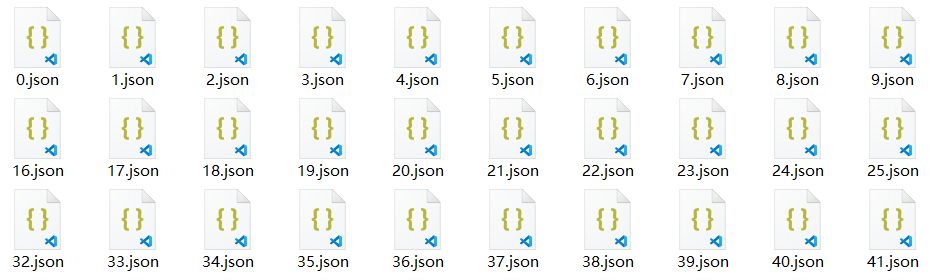 0.json 1.json 2.json 3.json 4.json 5.json 6.json 7.json 8.json 9.json
16.json 17.json 18.json 19.json 20.json 21.json 22.json 23.json 24.json 25.json
32.json 33.json 34.json 35.json 36.json 37.json 38.json 39.json 40.json 41.json